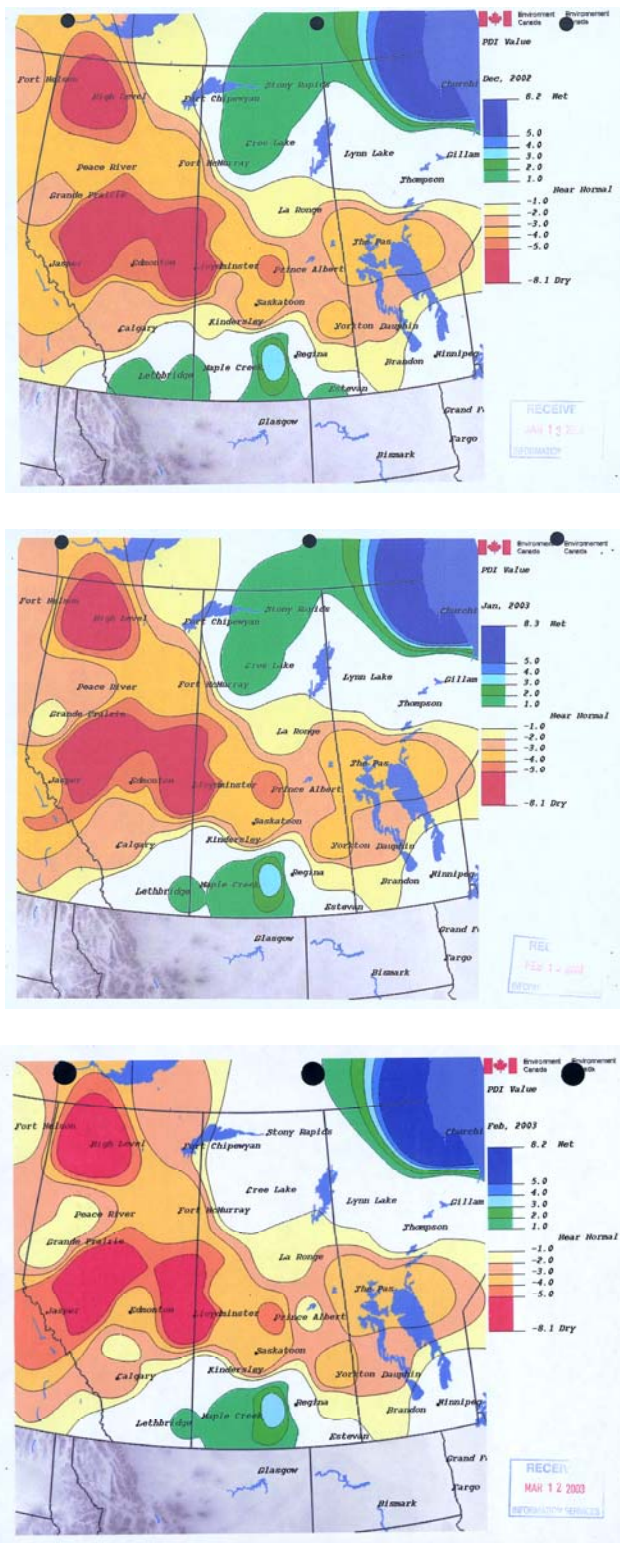 Environment Environnement
Canada
PDI Value
Dec, 2002
8.2 Wet
5.0
4.0
3.0
2.0
1.0
Near Normal
-1.0
-2.0
-3.0
-4.0
-5.0
-8.1 Dry
Fort Nelson
High Level
Fort Chipewyan
Stony Rapids
Cree Lake
Lynn Lake
Gillam
Thompson
Peace River
Fort McMurray
Grande Prairie
La Ronge
The Pas
Jasper
Edmonton
Lloydminster
Prince Albert
Saskatoon
Calgary
Kindersley
Yorkton
Dauphin
Lethbridge
Maple Creek
Regina
Brandon
Winnipeg
Estevan
Glasgow
Bismark
Grand F
Fargo
Environment Environnement
Canada Canada
PDI Value
Jan, 2003
8.3 Wet
5.0
4.0
3.0
2.0
1.0
Near Normal
-1.0
-2.0
-3.0
-4.0
-5.0
-8.1 Dry
Fort Nelson
High Level
Fort Chipewyan
Stony Rapids
Cree Lake
Lynn Lake
Gillam
Thompson
Peace River
Fort McMurray
Grande Prairie
La Ronge
The Pas
Jasper
Edmonton
Lloydminster
Prince Albert
Saskatoon
Calgary
Kindersley
Yorkton
Dauphin
Lethbridge
Maple Creek
Regina
Brandon
Winnipeg
Estevan
Glasgow
Bismark
Grand F
Fargo
Environment Environnement
Canada
PDI Value
Feb, 2003
8.2 Wet
5.0
4.0
3.0
2.0
1.0
Near Normal
-1.0
-2.0
-3.0
-4.0
-5.0
-8.1 Dry
Fort Nelson
High Level
Fort Chipewyan
Stony Rapids
Cree Lake
Lynn Lake
Gillam
Thompson
Peace River
Fort McMurray
Grande Prairie
La Ronge
The Pas
Jasper
Edmonton
Lloydminster
Prince Albert
Saskatoon
Calgary
Kindersley
Yorkton
Dauphin
Lethbridge
Maple Creek
Regina
Brandon
Winnipeg
Estevan
Glasgow
Bismark
Grand F
Fargo
MAR 12 2003
INFORMATION SERVICES